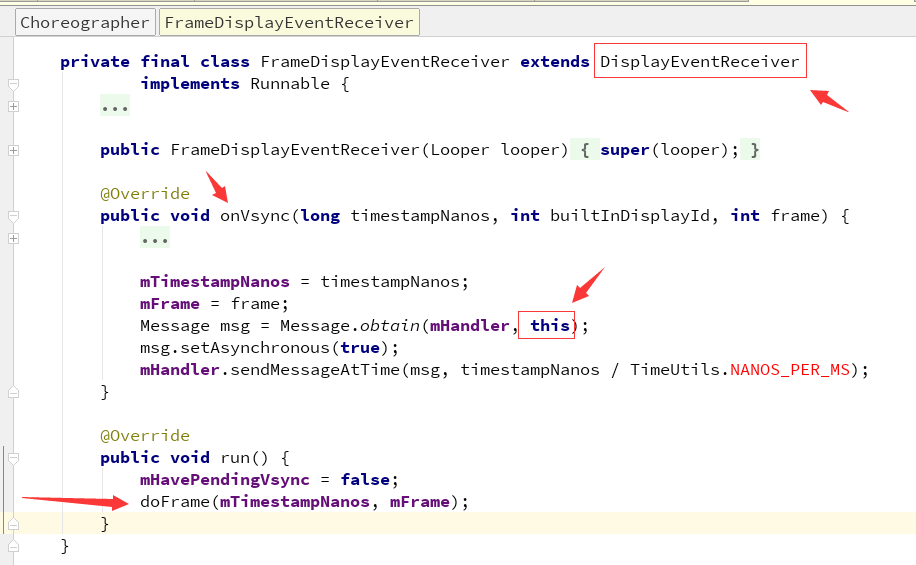 Choreographer FrameDisplayEventReceiver
private final class FrameDisplayEventReceiver extends DisplayEventReceiver
implements Runnable {
...
public FrameDisplayEventReceiver(Looper looper) { super(looper); }
@Override
public void onVsync(long timestampNanos, int builtInDisplayId, int frame) {
...
mTimestampNanos = timestampNanos;
mFrame = frame;
Message msg = Message.obtain(mHandler, this);
msg.setAsynchronous(true);
mHandler.sendMessageAtTime(msg, timestampNanos / TimeUtils.NANOS_PER_MS);
}
@Override
public void run() {
mHavePendingVsync = false;
doFrame(mTimestampNanos, mFrame);
}
}